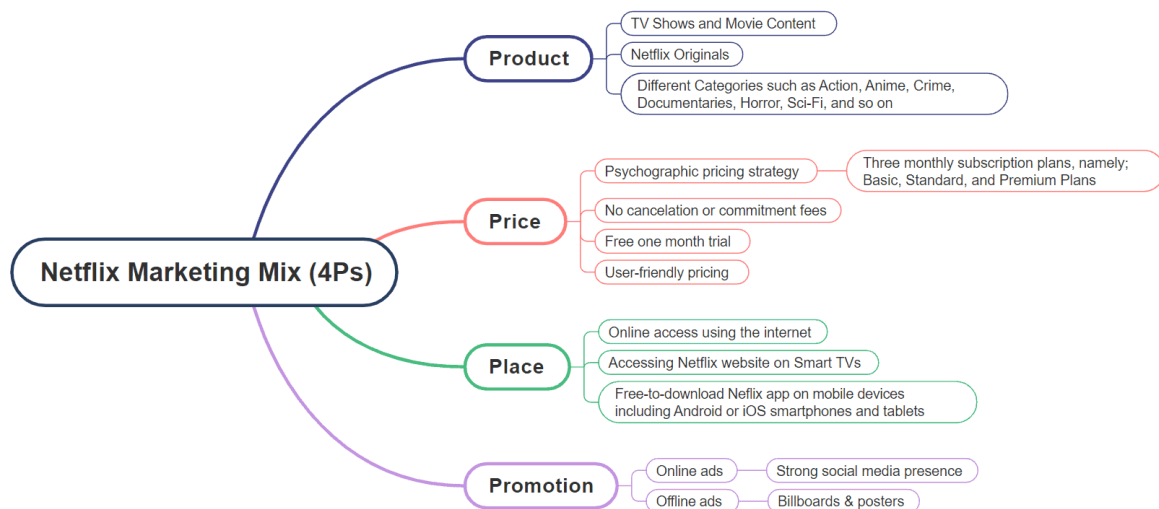 Netflix Marketing Mix (4Ps)
Product
TV Shows and Movie Content
Netflix Originals
Different Categories such as Action, Anime, Crime,
Documentaries, Horror, Sci-Fi, and so on
Price
Psychographic pricing strategy
Three monthly subscription plans, namely;
Basic, Standard, and Premium Plans
No cancelation or commitment fees
Free one month trial
User-friendly pricing
Place
Online access using the internet
Accessing Netflix website on Smart TVs
Free-to-download Neflix app on mobile devices
including Android or iOS smartphones and tablets
Promotion
Online ads
Strong social media presence
Offline ads
Billboards & posters